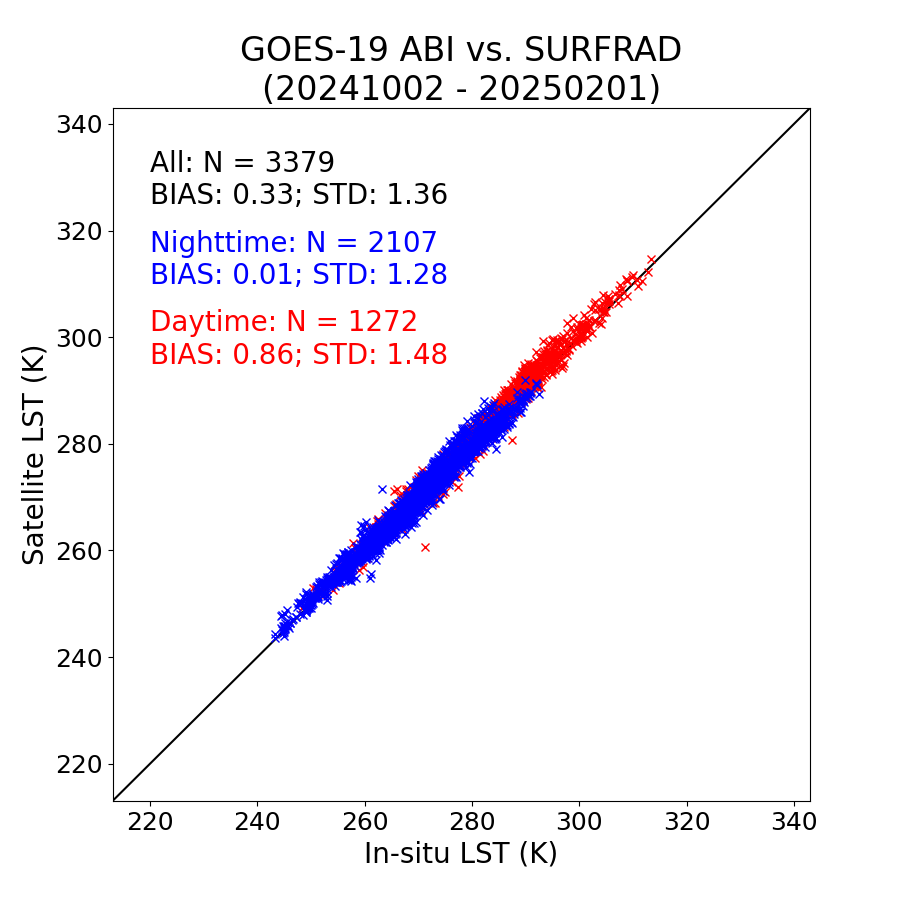 GOES-19 ABI vs. SURFRAD
(20241002 - 20250201)
340
All: N = 3379
BIAS: 0.33; STD: 1.36
320
Nighttime: N = 2107
BIAS: 0.01; STD: 1.28
Daytime: N = 1272
300
BIAS: 0.86; STD: 1.48
280
260
240
220
Satellite LST (K)
220 240 260 280 300 320 340
In-situ LST (K)